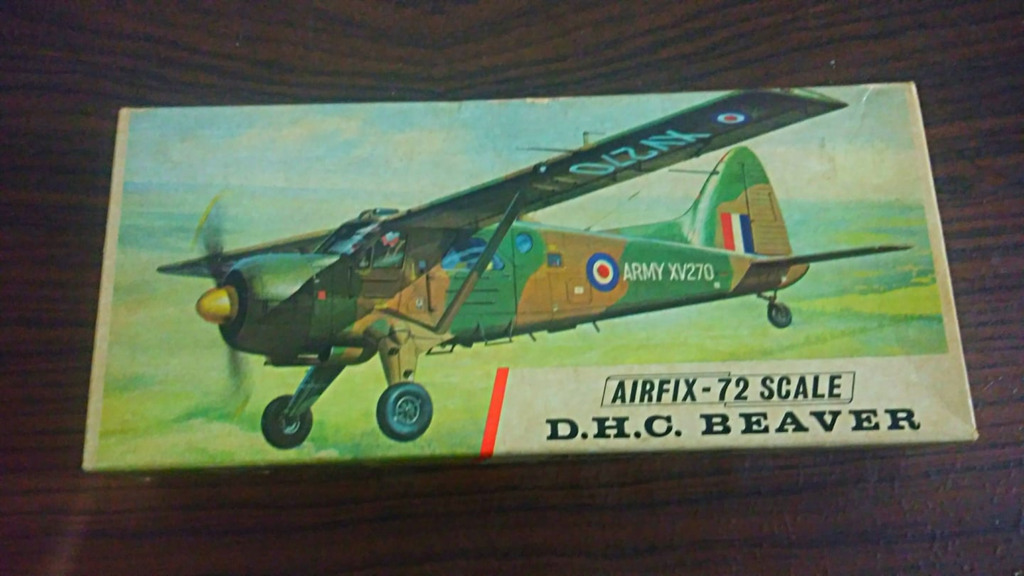 XV270
ARMY XV270
AIRFIX-72 SCALE
D.H.C. BEAVER